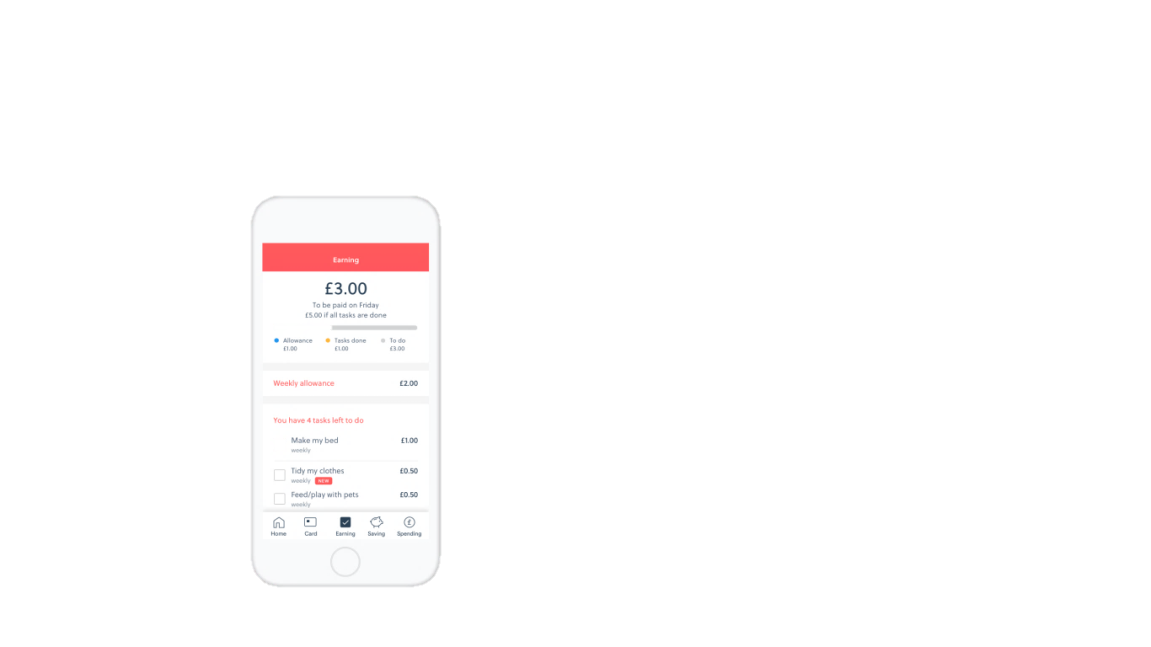 Earning
£3.00
To be paid on Friday
£5.00 if all tasks are done
Allowance Tasks done To do
£1.00 £1.00 £3.00
Weekly allowance £2.00
You have 4 tasks left to do
Make my bed £1.00
weekly
Tidy my clothes £0.50
weekly NEW
Feed/play with pets £0.50
weekly
Home Card Earning Saving Spending